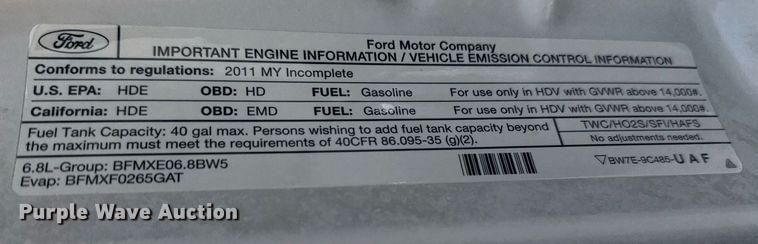 Ford
Ford Motor Company
IMPORTANT ENGINE INFORMATION / VEHICLE EMISSION CONTROL INFORMATION
Conforms to regulations: 2011 MY Incomplete
U.S. EPA: HDE OBD: HD FUEL: Gasoline For use only in HDV with GVWR above 14,000#.
California: HDE OBD: EMD FUEL: Gasoline For use only in HDV with GVWR above 14,000#.
Fuel Tank Capacity: 40 gal max. Persons wishing to add fuel tank capacity beyond
the maximum must meet the requirements of 40CFR 86.095-35 (g)(2).
TWC/HO2S/SFI/HAFS
No adjustments needed.
6.8L-Group: BFMXE06.8BW5
Evap: BFMXF0265GAT
BW7E-9C485-UAF
Purple Wave Auction